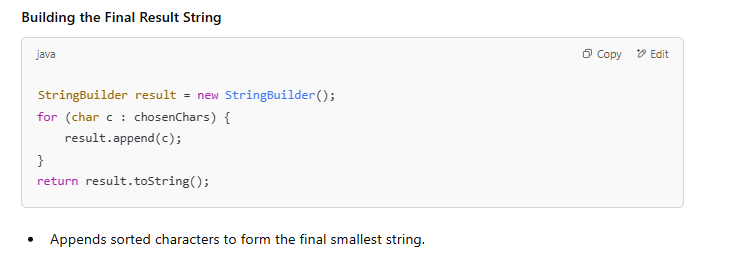 Building the Final Result String
java
Copy
Edit
StringBuilder result = new StringBuilder();
for (char c : chosenChars) {
    result.append(c);
}
return result.toString();
• Appends sorted characters to form the final smallest string.